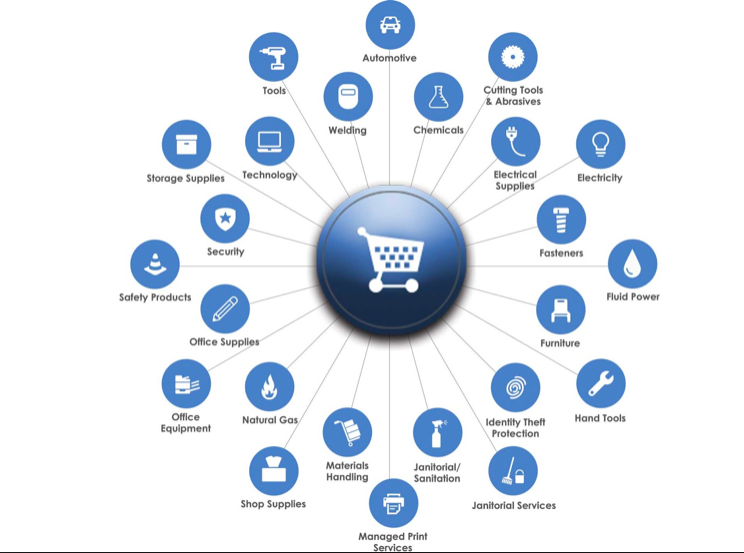 Automotive
Tools
Cutting Tools
& Abrasives
Welding
Chemicals
Storage Supplies
Technology
Electrical
Supplies
Electricity
Security
Fasteners
Safety Products
Fluid Power
Office Supplies
Furniture
Office
Equipment
Natural Gas
Identity Theft
Protection
Hand Tools
Materials
Handling
Janitorial/
Sanitation
Shop Supplies
Janitorial Services
Managed Print
Services